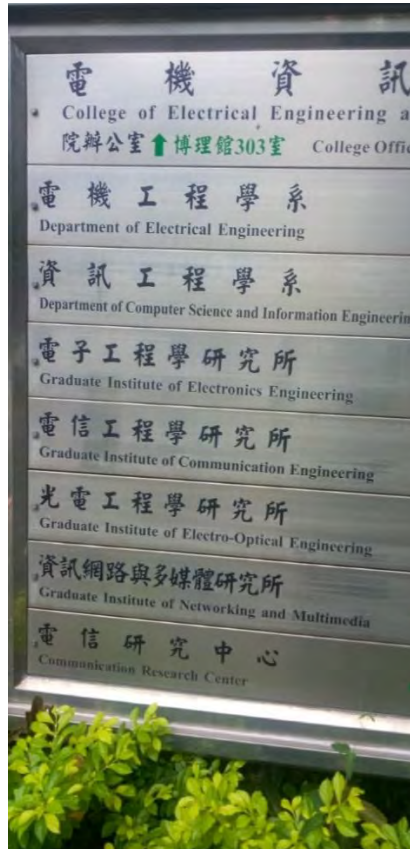 電機資訊
College of Electrical Engineering a
院辦公室⬆博理館303室 College Offi
電機工程學系
Department of Electrical Engineering
資訊工程學系
Department of Computer Science and Information Engineerin
電子工程學研究所
Graduate Institute of Electronics Engineering
電信工程學研究所
Graduate Institute of Communication Engineering
光電工程學研究所
Graduate Institute of Electro-Optical Engineering
資訊網路與多媒體研究所
Graduate Institute of Networking and Multimedia
電信研究中心
Communication Research Center